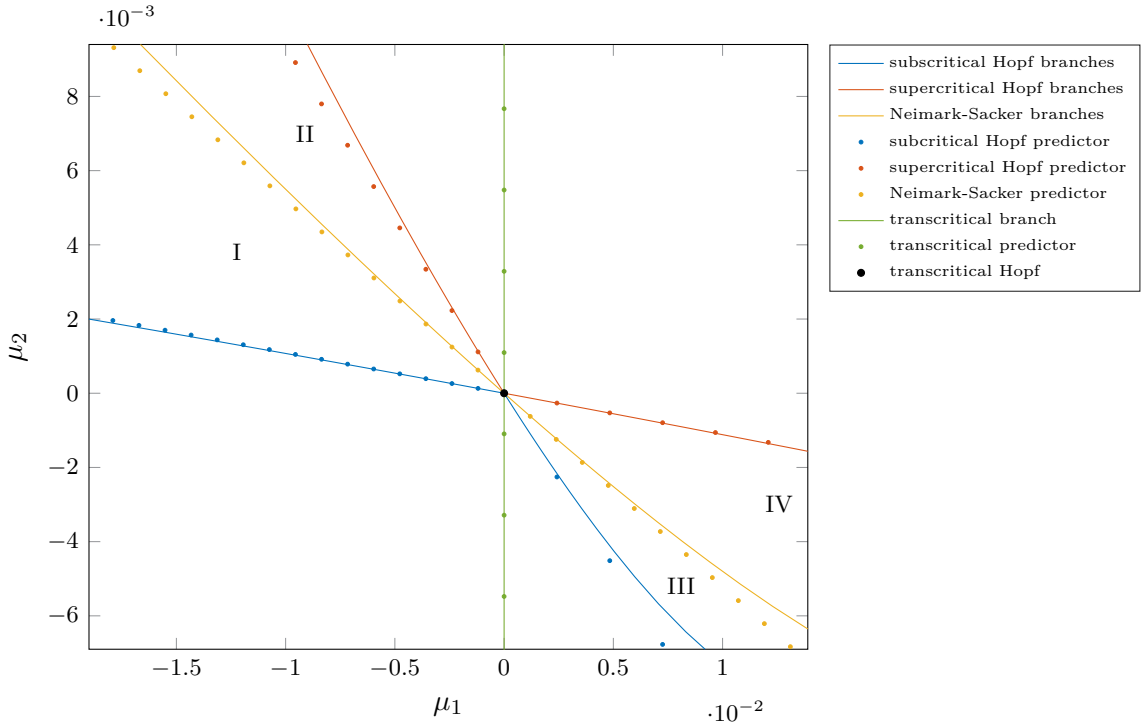 ·10⁻³
8
6
4
2
0
−2
−4
−6
μ₂
−1.5
−1
−0.5
0
0.5
1
μ₁
·10⁻²
II
I
IV
III
subscritical Hopf branches
supercritical Hopf branches
Neimark-Sacker branches
subcritical Hopf predictor
supercritical Hopf predictor
Neimark-Sacker predictor
transcritical branch
transcritical predictor
transcritical Hopf